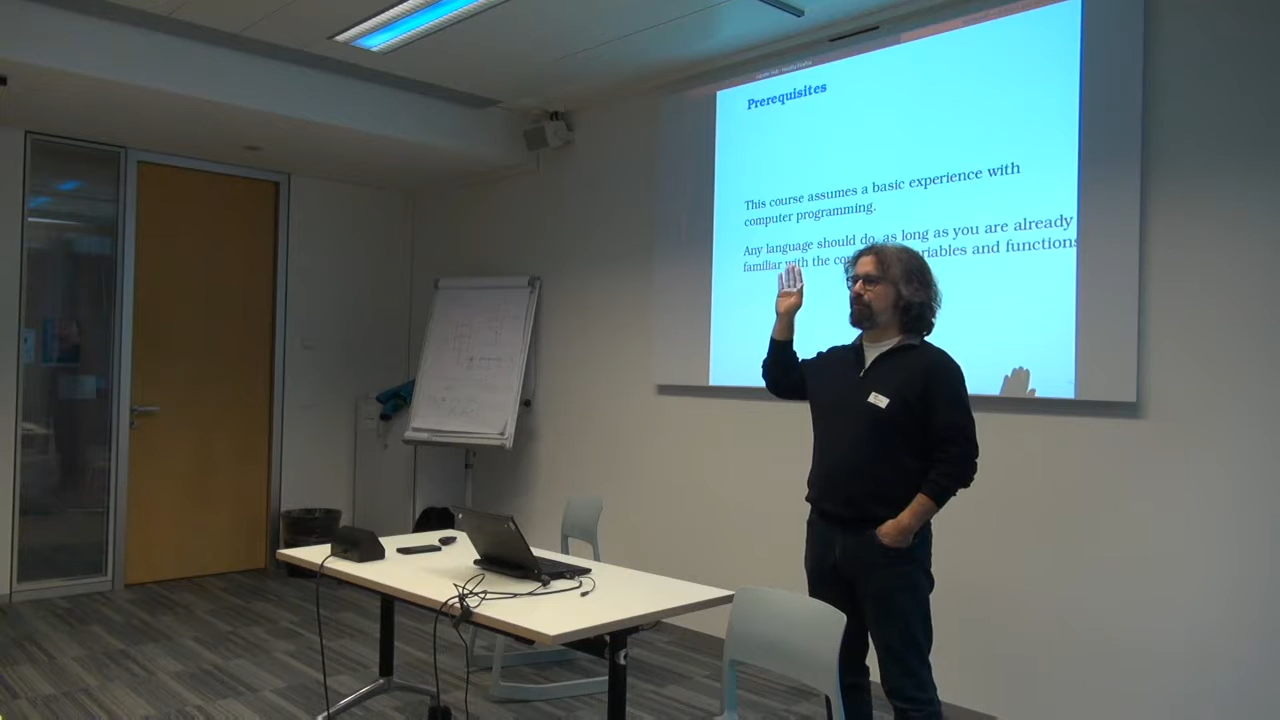 Prerequisites
This course assumes a basic experience with
computer programming.
Any language should do, as long as you are already
familiar with the riables and functions